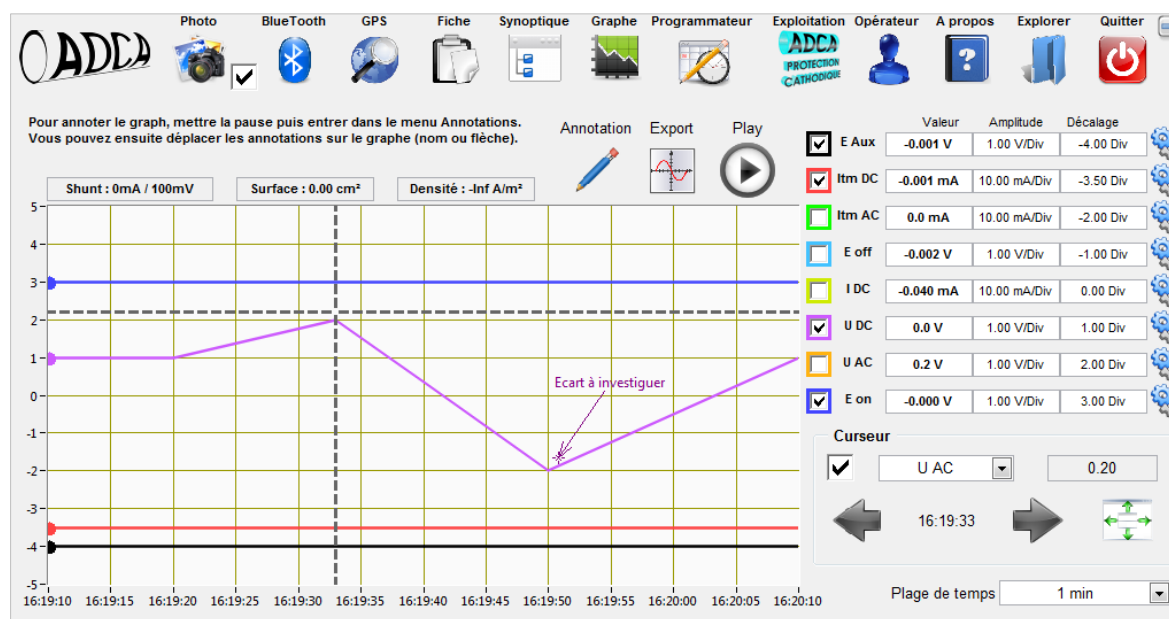 Photo BlueTooth GPS Fiche Synoptique Graphe Programmateur Exploitation Opérateur A propos Explorer Quitter
ADCA
ADCA
PROTECTION
CATHODIQUE
?
Pour annoter le graph, mettre la pause puis entrer dans le menu Annotations.
Vous pouvez ensuite déplacer les annotations sur le graphe (nom ou flèche).
Annotation Export Play
Shunt : 0mA / 100mV Surface : 0.00 cm² Densité : -Inf A/m²
Valeur Amplitude Décalage
E Aux -0.001 V 1.00 V/Div -4.00 Div
Itm DC -0.001 mA 10.00 mA/Div -3.50 Div
Itm AC 0.0 mA 10.00 mA/Div -2.00 Div
E off -0.002 V 1.00 V/Div -1.00 Div
I DC -0.040 mA 10.00 mA/Div 0.00 Div
U DC 0.0 V 1.00 V/Div 1.00 Div
U AC 0.2 V 1.00 V/Div 2.00 Div
E on -0.000 V 1.00 V/Div 3.00 Div
5
4
3
2
1
0
-1
-2
-3
-4
-5
Ecart à investiguer
16:19:10 16:19:15 16:19:20 16:19:25 16:19:30 16:19:35 16:19:40 16:19:45 16:19:50 16:19:55 16:20:00 16:20:05 16:20:10
Curseur
U AC 0.20
16:19:33
Plage de temps 1 min